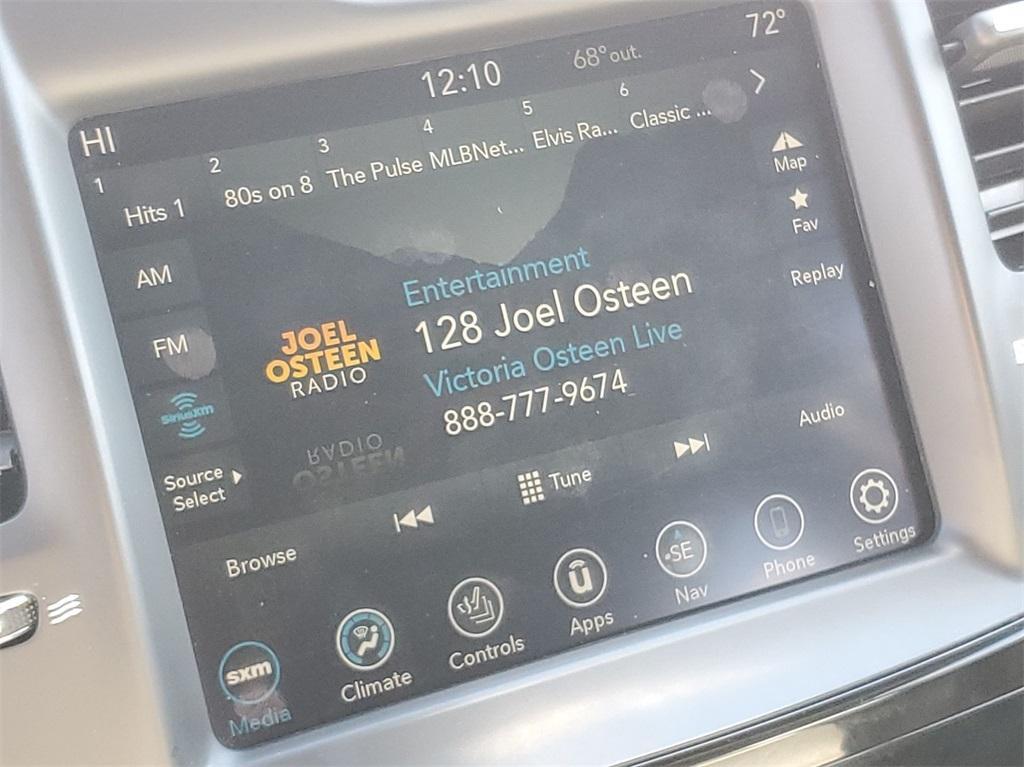 HI 12:10 68° out. 72°
1 Hits 1
2 80s on 8
3 The Pulse
4 MLBNet...
5 Elvis Ra...
6 Classic ...
AM
FM
SiriusXM
Source
Select
Map
Fav
Replay
Audio
JOEL
OSTEEN
RADIO
Entertainment
128 Joel Osteen
Victoria Osteen Live
888-777-9674
Browse
Tune
sxm
Media
Climate
Controls
Apps
SE
Nav
Phone
Settings